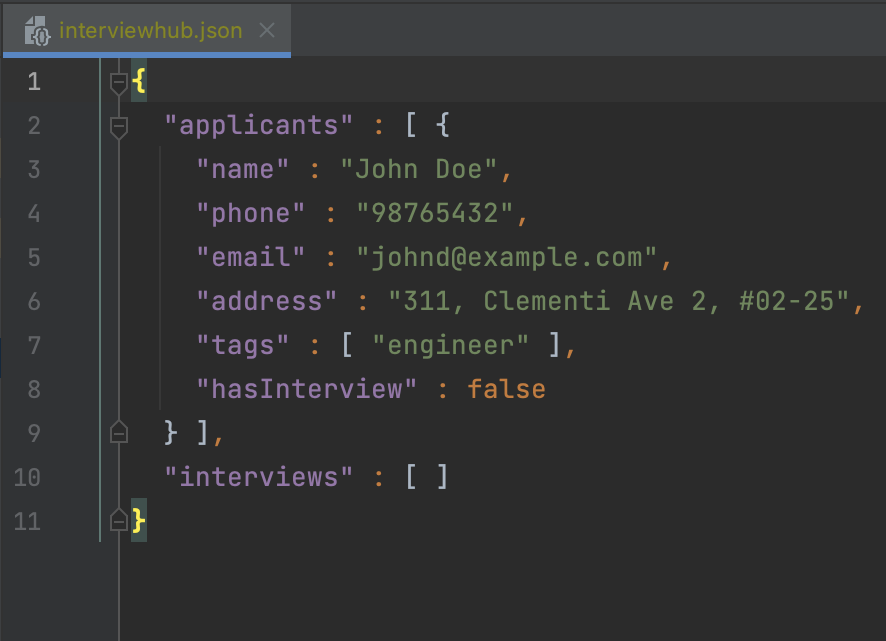 interviewhub.json
1 {
2 "applicants" : [ {
3 "name" : "John Doe",
4 "phone" : "98765432",
5 "email" : "johnd@example.com",
6 "address" : "311, Clementi Ave 2, #02-25",
7 "tags" : [ "engineer" ],
8 "hasInterview" : false
9 } ],
10 "interviews" : [ ]
11 }